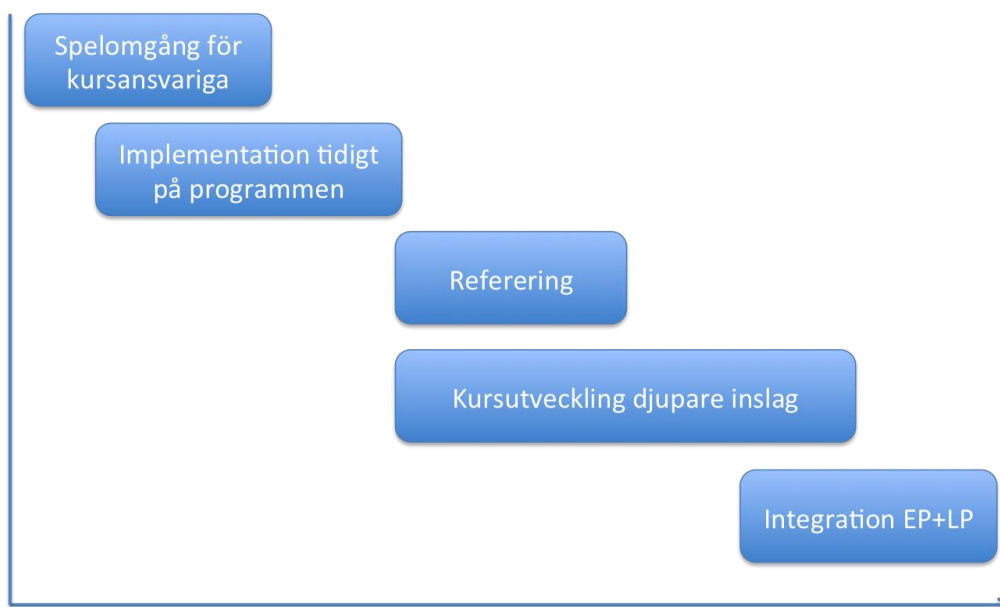 Spelomgång för
kursansvariga
Implementation tidigt
på programmen
Referering
Kursutveckling djupare inslag
Integration EP+LP